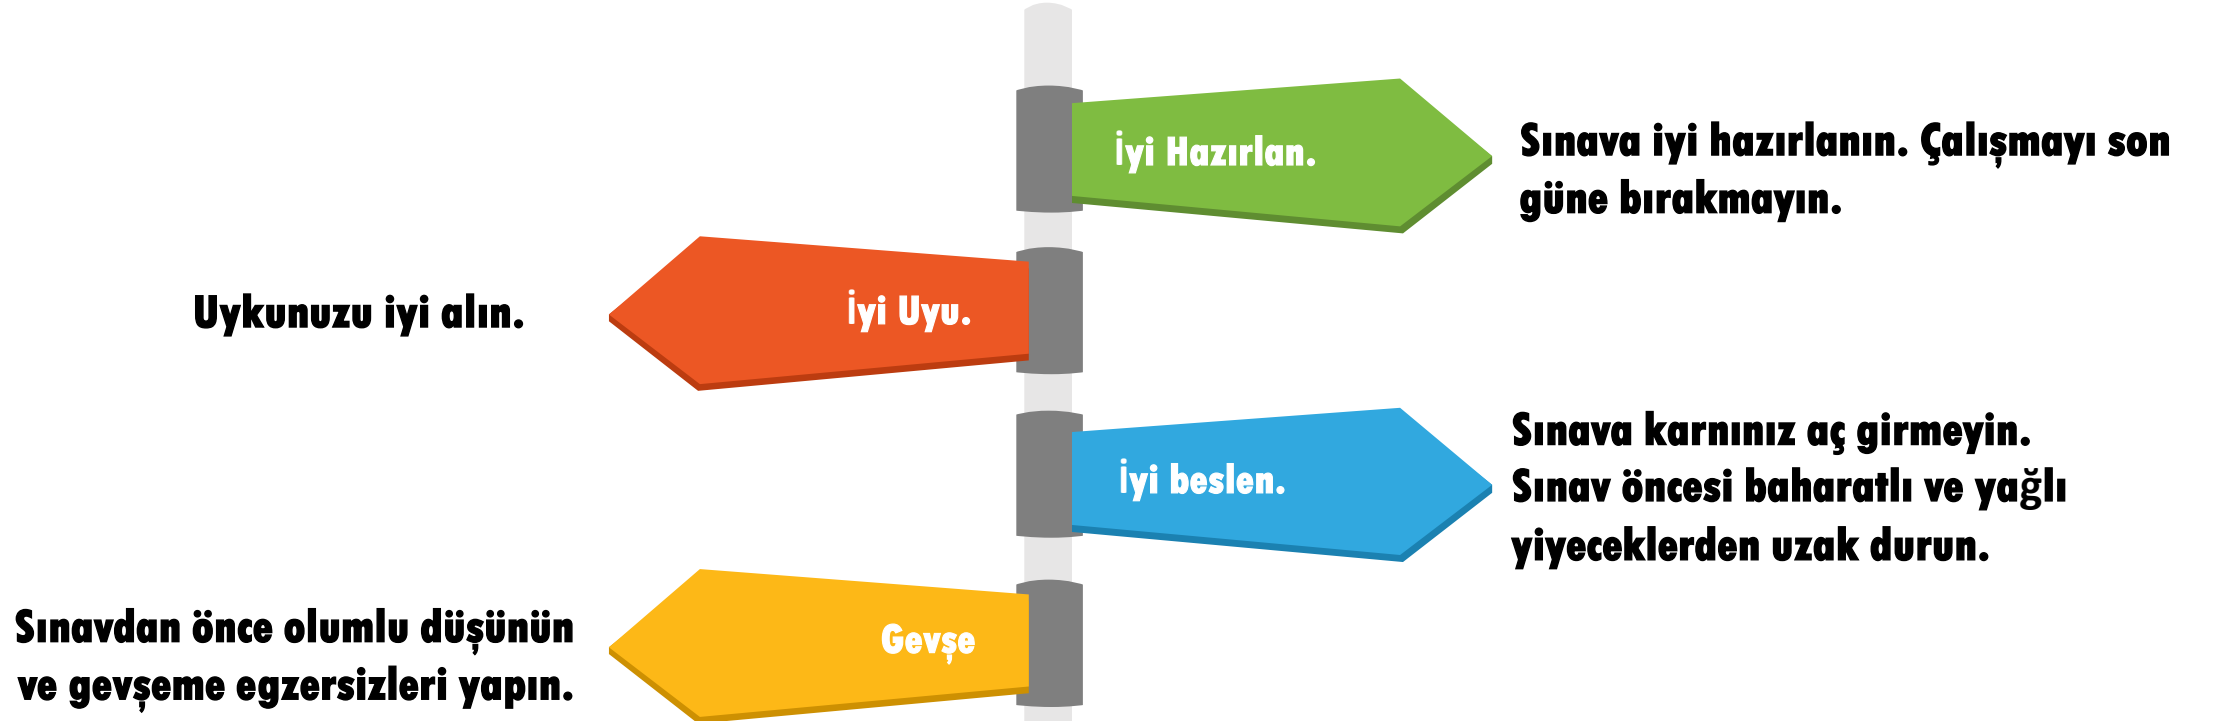 İyi Hazırlan.
Sınava iyi hazırlanın. Çalışmayı son
güne bırakmayın.
Uykunuzu iyi alın.
İyi Uyu.
İyi beslen.
Sınava karnınız aç girmeyin.
Sınav öncesi baharatlı ve yağlı
yiyeceklerden uzak durun.
Sınavdan önce olumlu düşünün
ve gevşeme egzersizleri yapın.
Gevşe